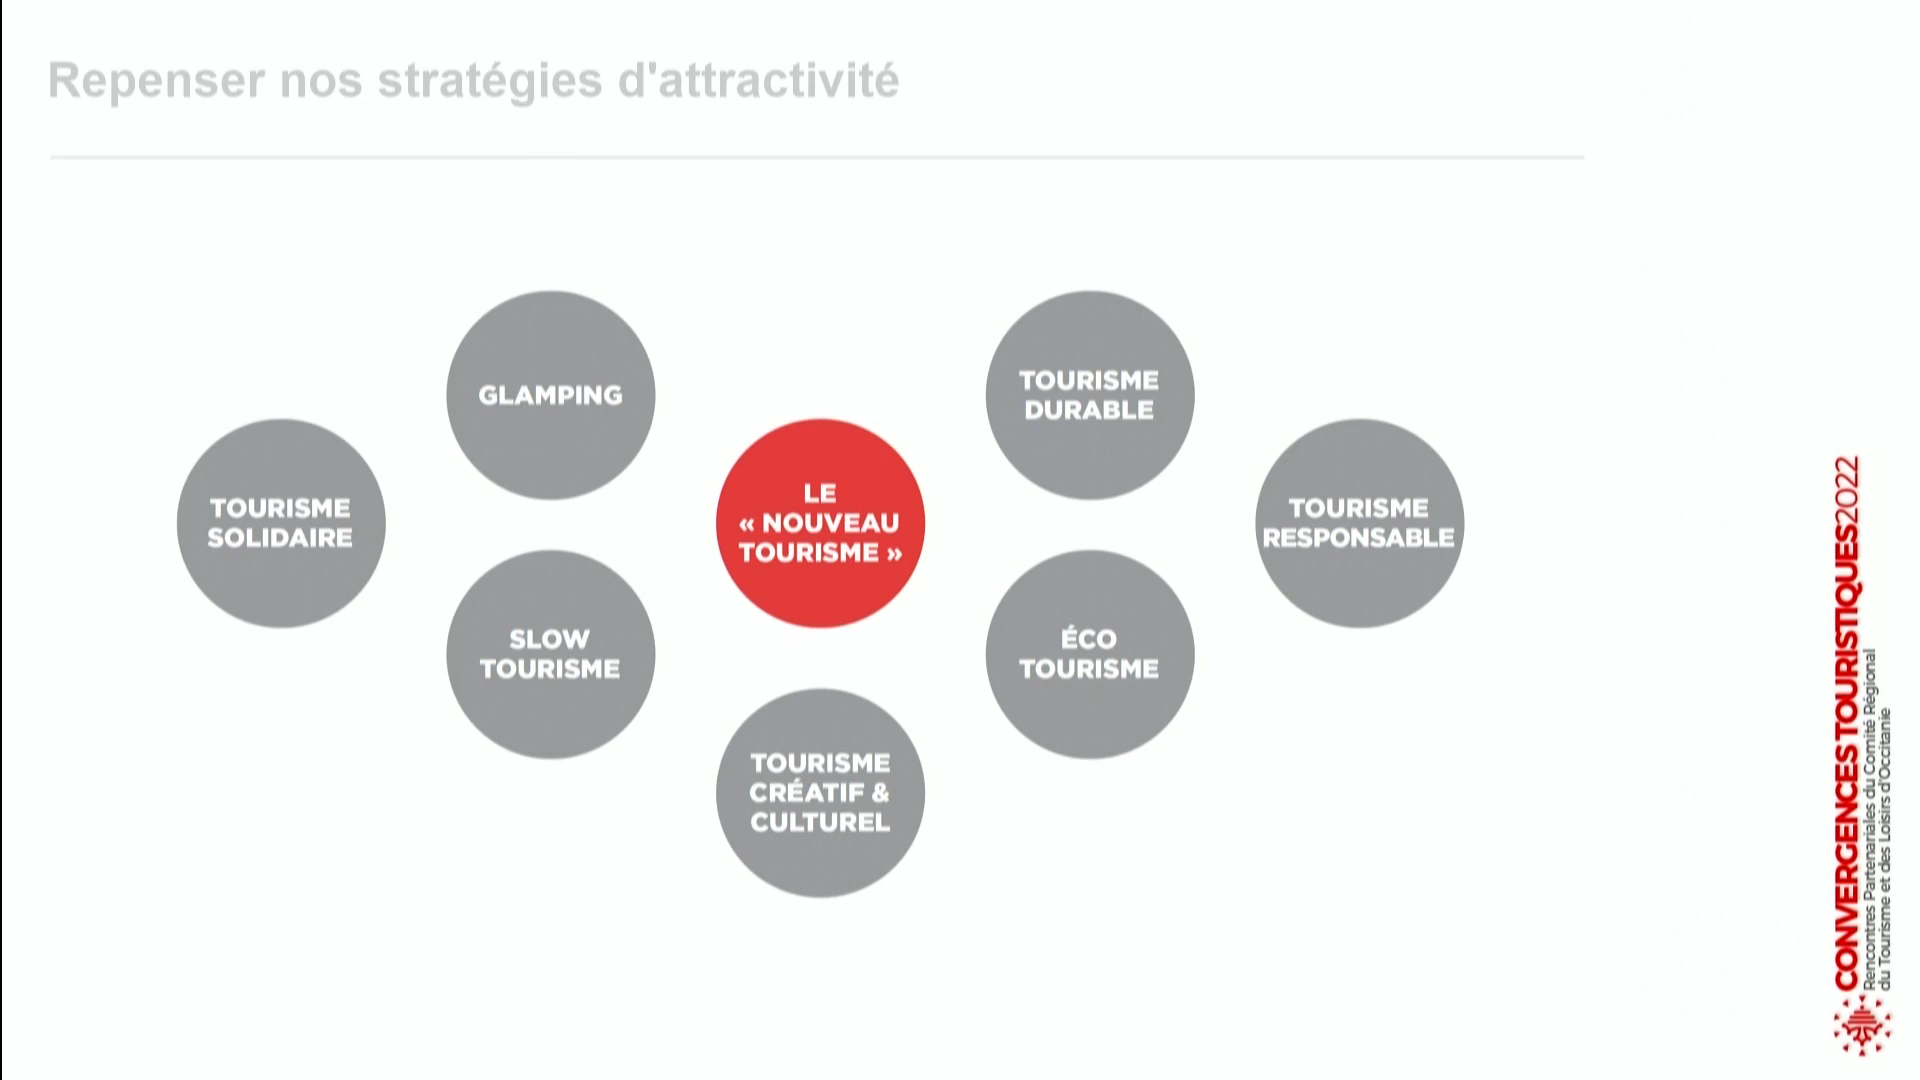 Repenser nos stratégies d'attractivité
GLAMPING
TOURISME
DURABLE
TOURISME
SOLIDAIRE
LE
« NOUVEAU
TOURISME »
TOURISME
RESPONSABLE
SLOW
TOURISME
ÉCO
TOURISME
TOURISME
CRÉATIF &
CULTUREL
CONVERGENCESTOURISTIQUES2022
Rencontres Partenariales du Comité Régional
du Tourisme et des Loisirs d'Occitanie